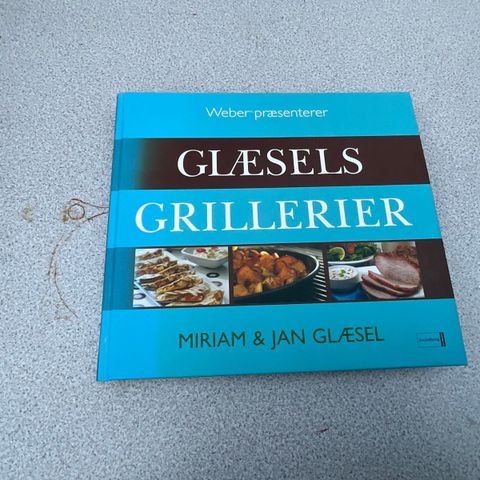 Weber præsenterer
GLÆSELS
GRILLERIER
MIRIAM & JAN GLÆSEL